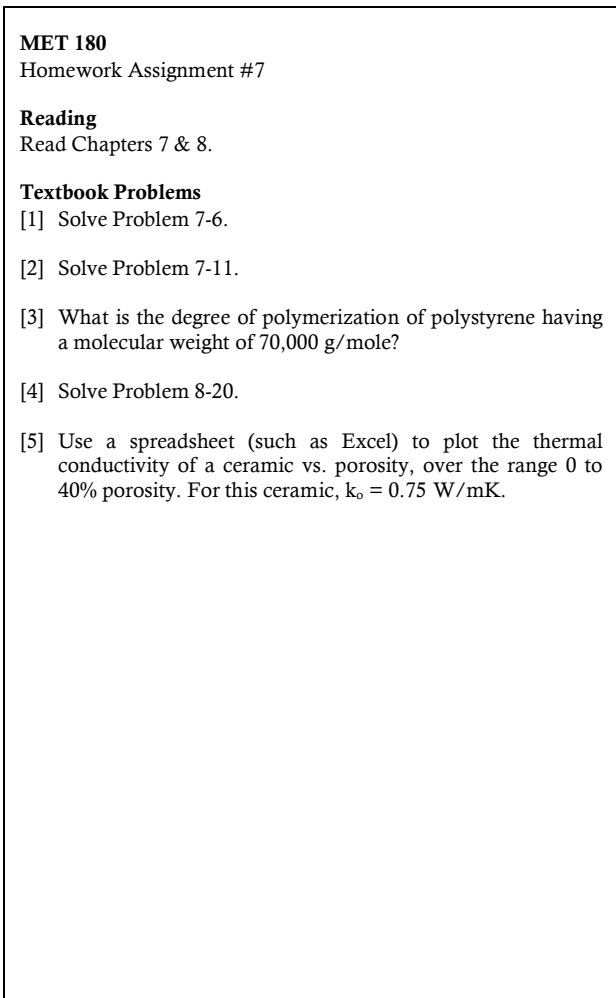 MET 180
Homework Assignment #7
Reading
Read Chapters 7 & 8.
Textbook Problems
[1] Solve Problem 7-6.
[2] Solve Problem 7-11.
[3] What is the degree of polymerization of polystyrene having
a molecular weight of 70,000 g/mole?
[4] Solve Problem 8-20.
[5] Use a spreadsheet (such as Excel) to plot the thermal
conductivity of a ceramic vs. porosity, over the range 0 to
40% porosity. For this ceramic, kₒ = 0.75 W/mK.